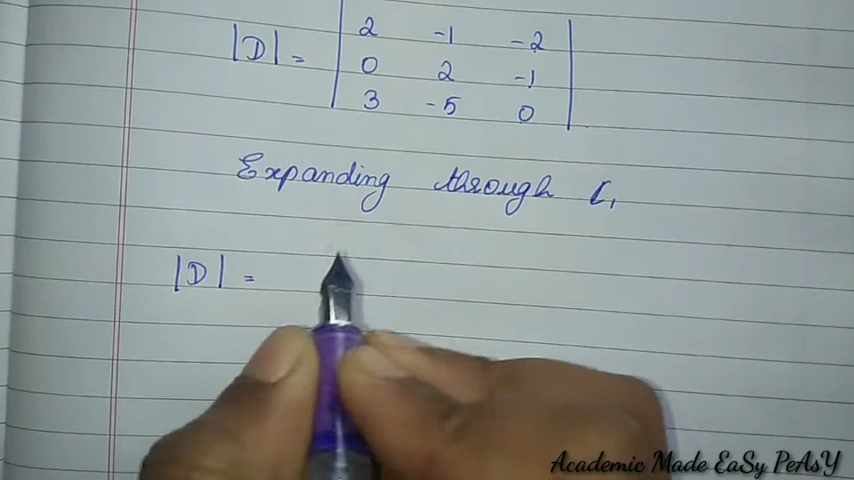 2 -1 -2
|D| = 0 2 -1
3 -5 0
Expanding through C₁
|D| =
Academic Made EaSy PeAsY